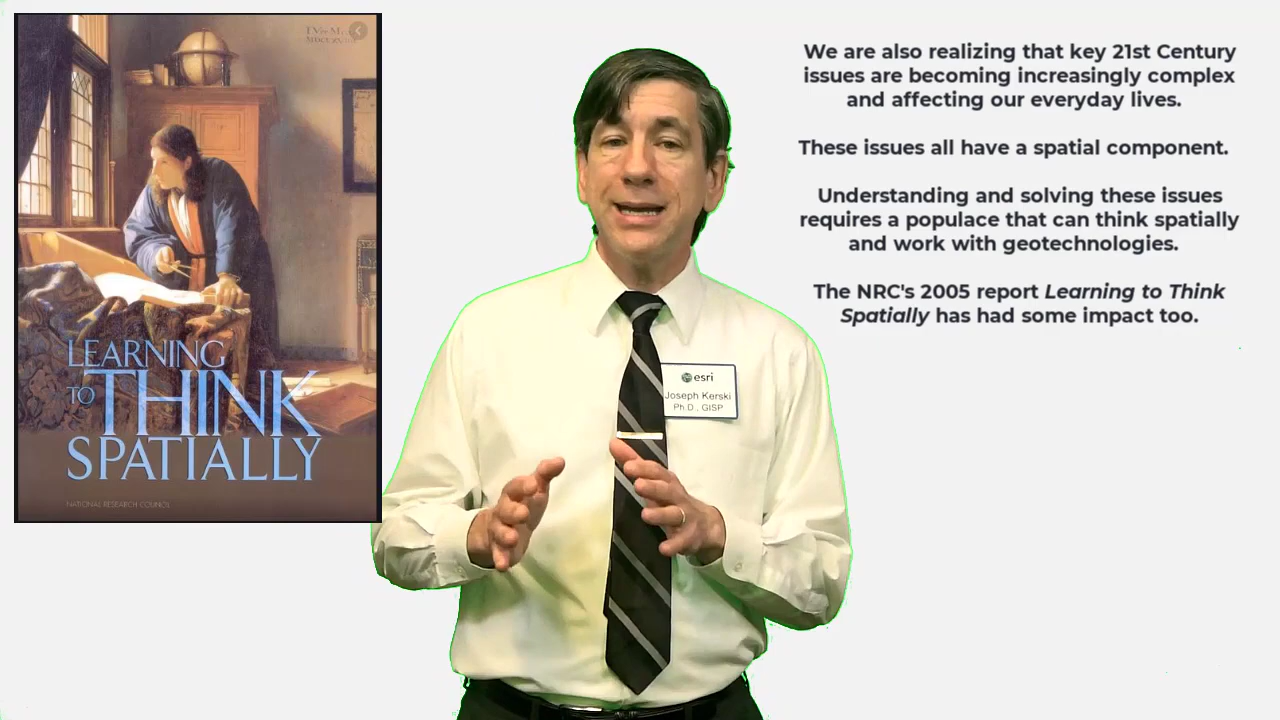 LEARNING
TO THINK
SPATIALLY
NATIONAL RESEARCH COUNCIL
esri
Joseph Kerski
Ph.D., GISP
We are also realizing that key 21st Century
issues are becoming increasingly complex
and affecting our everyday lives.
These issues all have a spatial component.
Understanding and solving these issues
requires a populace that can think spatially
and work with geotechnologies.
The NRC's 2005 report Learning to Think
Spatially has had some impact too.